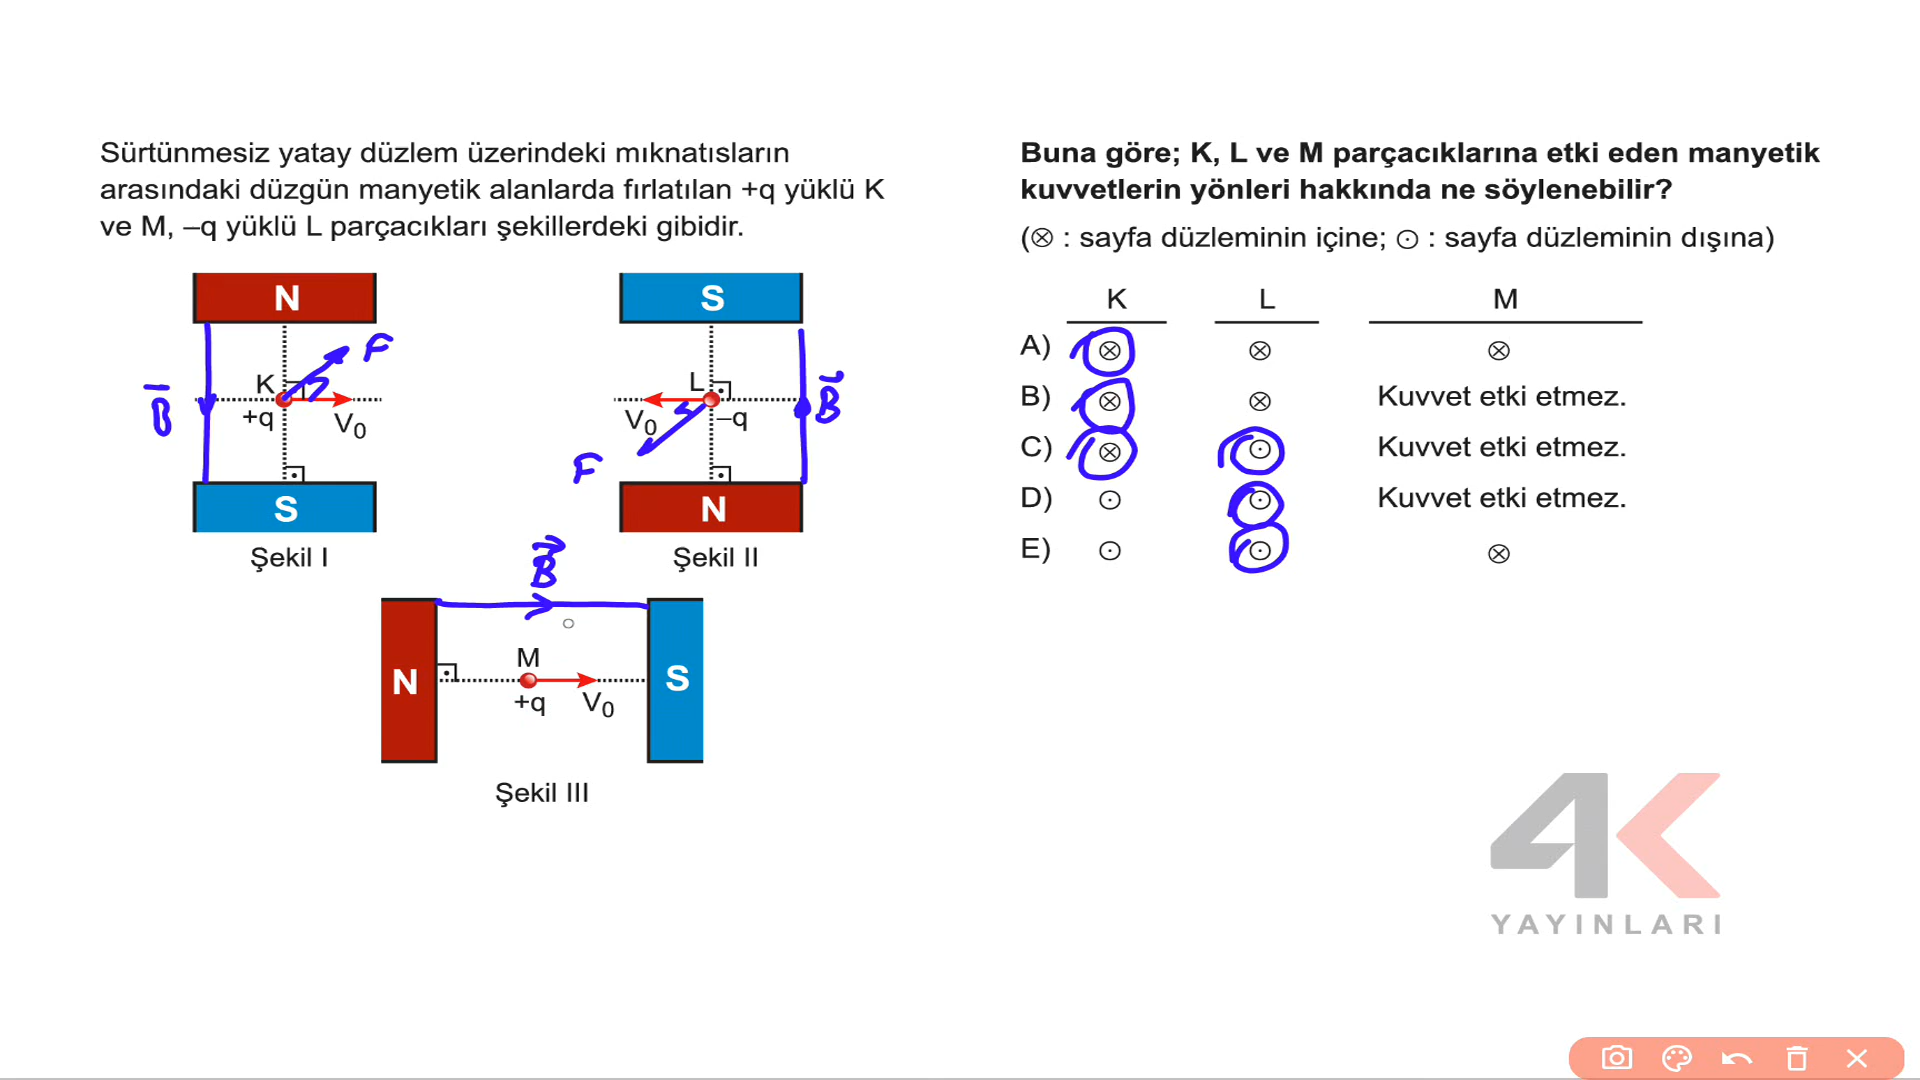 Sürtünmesiz yatay düzlem üzerindeki mıknatısların
arasındaki düzgün manyetik alanlarda fırlatılan +q yüklü K
ve M, –q yüklü L parçacıkları şekillerdeki gibidir.
N
K
+q
V0
F
B
S
Şekil I
S
L
–q
V0
F
B
N
Şekil II
B
N
M
+q
V0
S
Şekil III
Buna göre; K, L ve M parçacıklarına etki eden manyetik
kuvvetlerin yönleri hakkında ne söylenebilir?
(⊗ : sayfa düzleminin içine; ⊙ : sayfa düzleminin dışına)
K L M
A) ⊗ ⊗ ⊗
B) ⊗ ⊗ Kuvvet etki etmez.
C) ⊗ ⊙ Kuvvet etki etmez.
D) ⊙ ⊙ Kuvvet etki etmez.
E) ⊙ ⊙ ⊗
4K
YAYINLARI